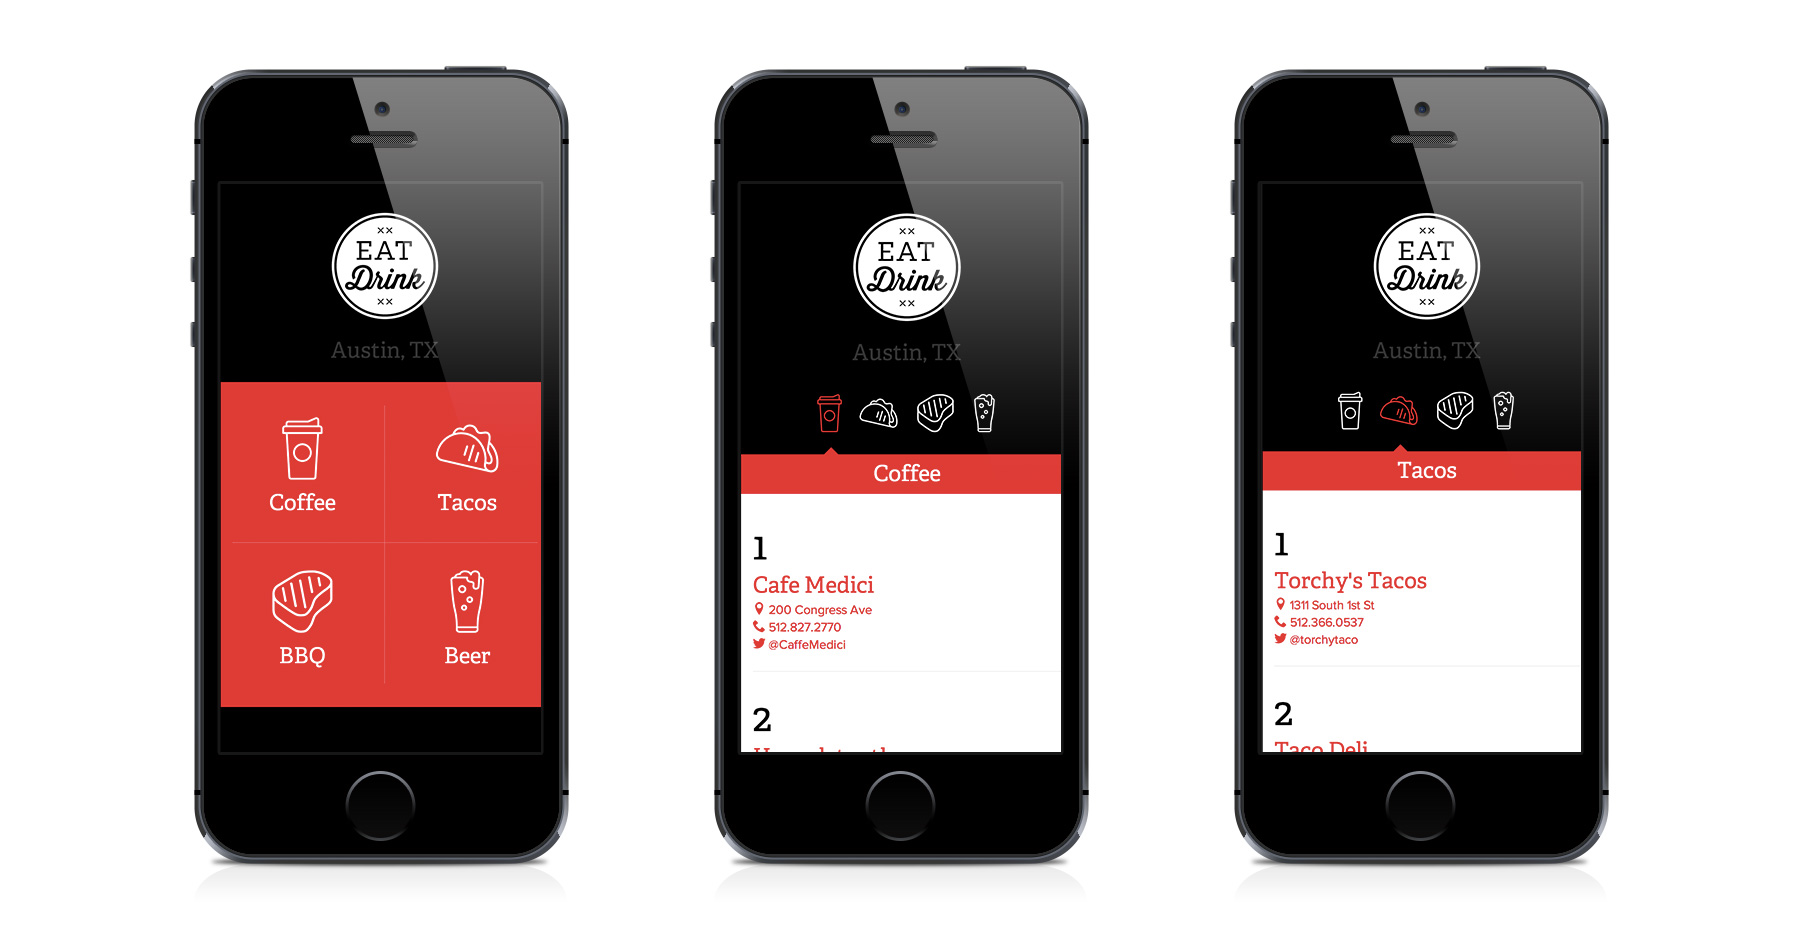 ××
EAT
Drink
××
Austin, TX
Coffee
Tacos
BBQ
Beer
××
EAT
Drink
××
Austin, TX
Coffee
1
Cafe Medici
200 Congress Ave
512.827.2770
@CaffeMedici
2
××
EAT
Drink
××
Austin, TX
Tacos
1
Torchy's Tacos
1311 South 1st St
512.366.0537
@torchytaco
2
Taco Deli